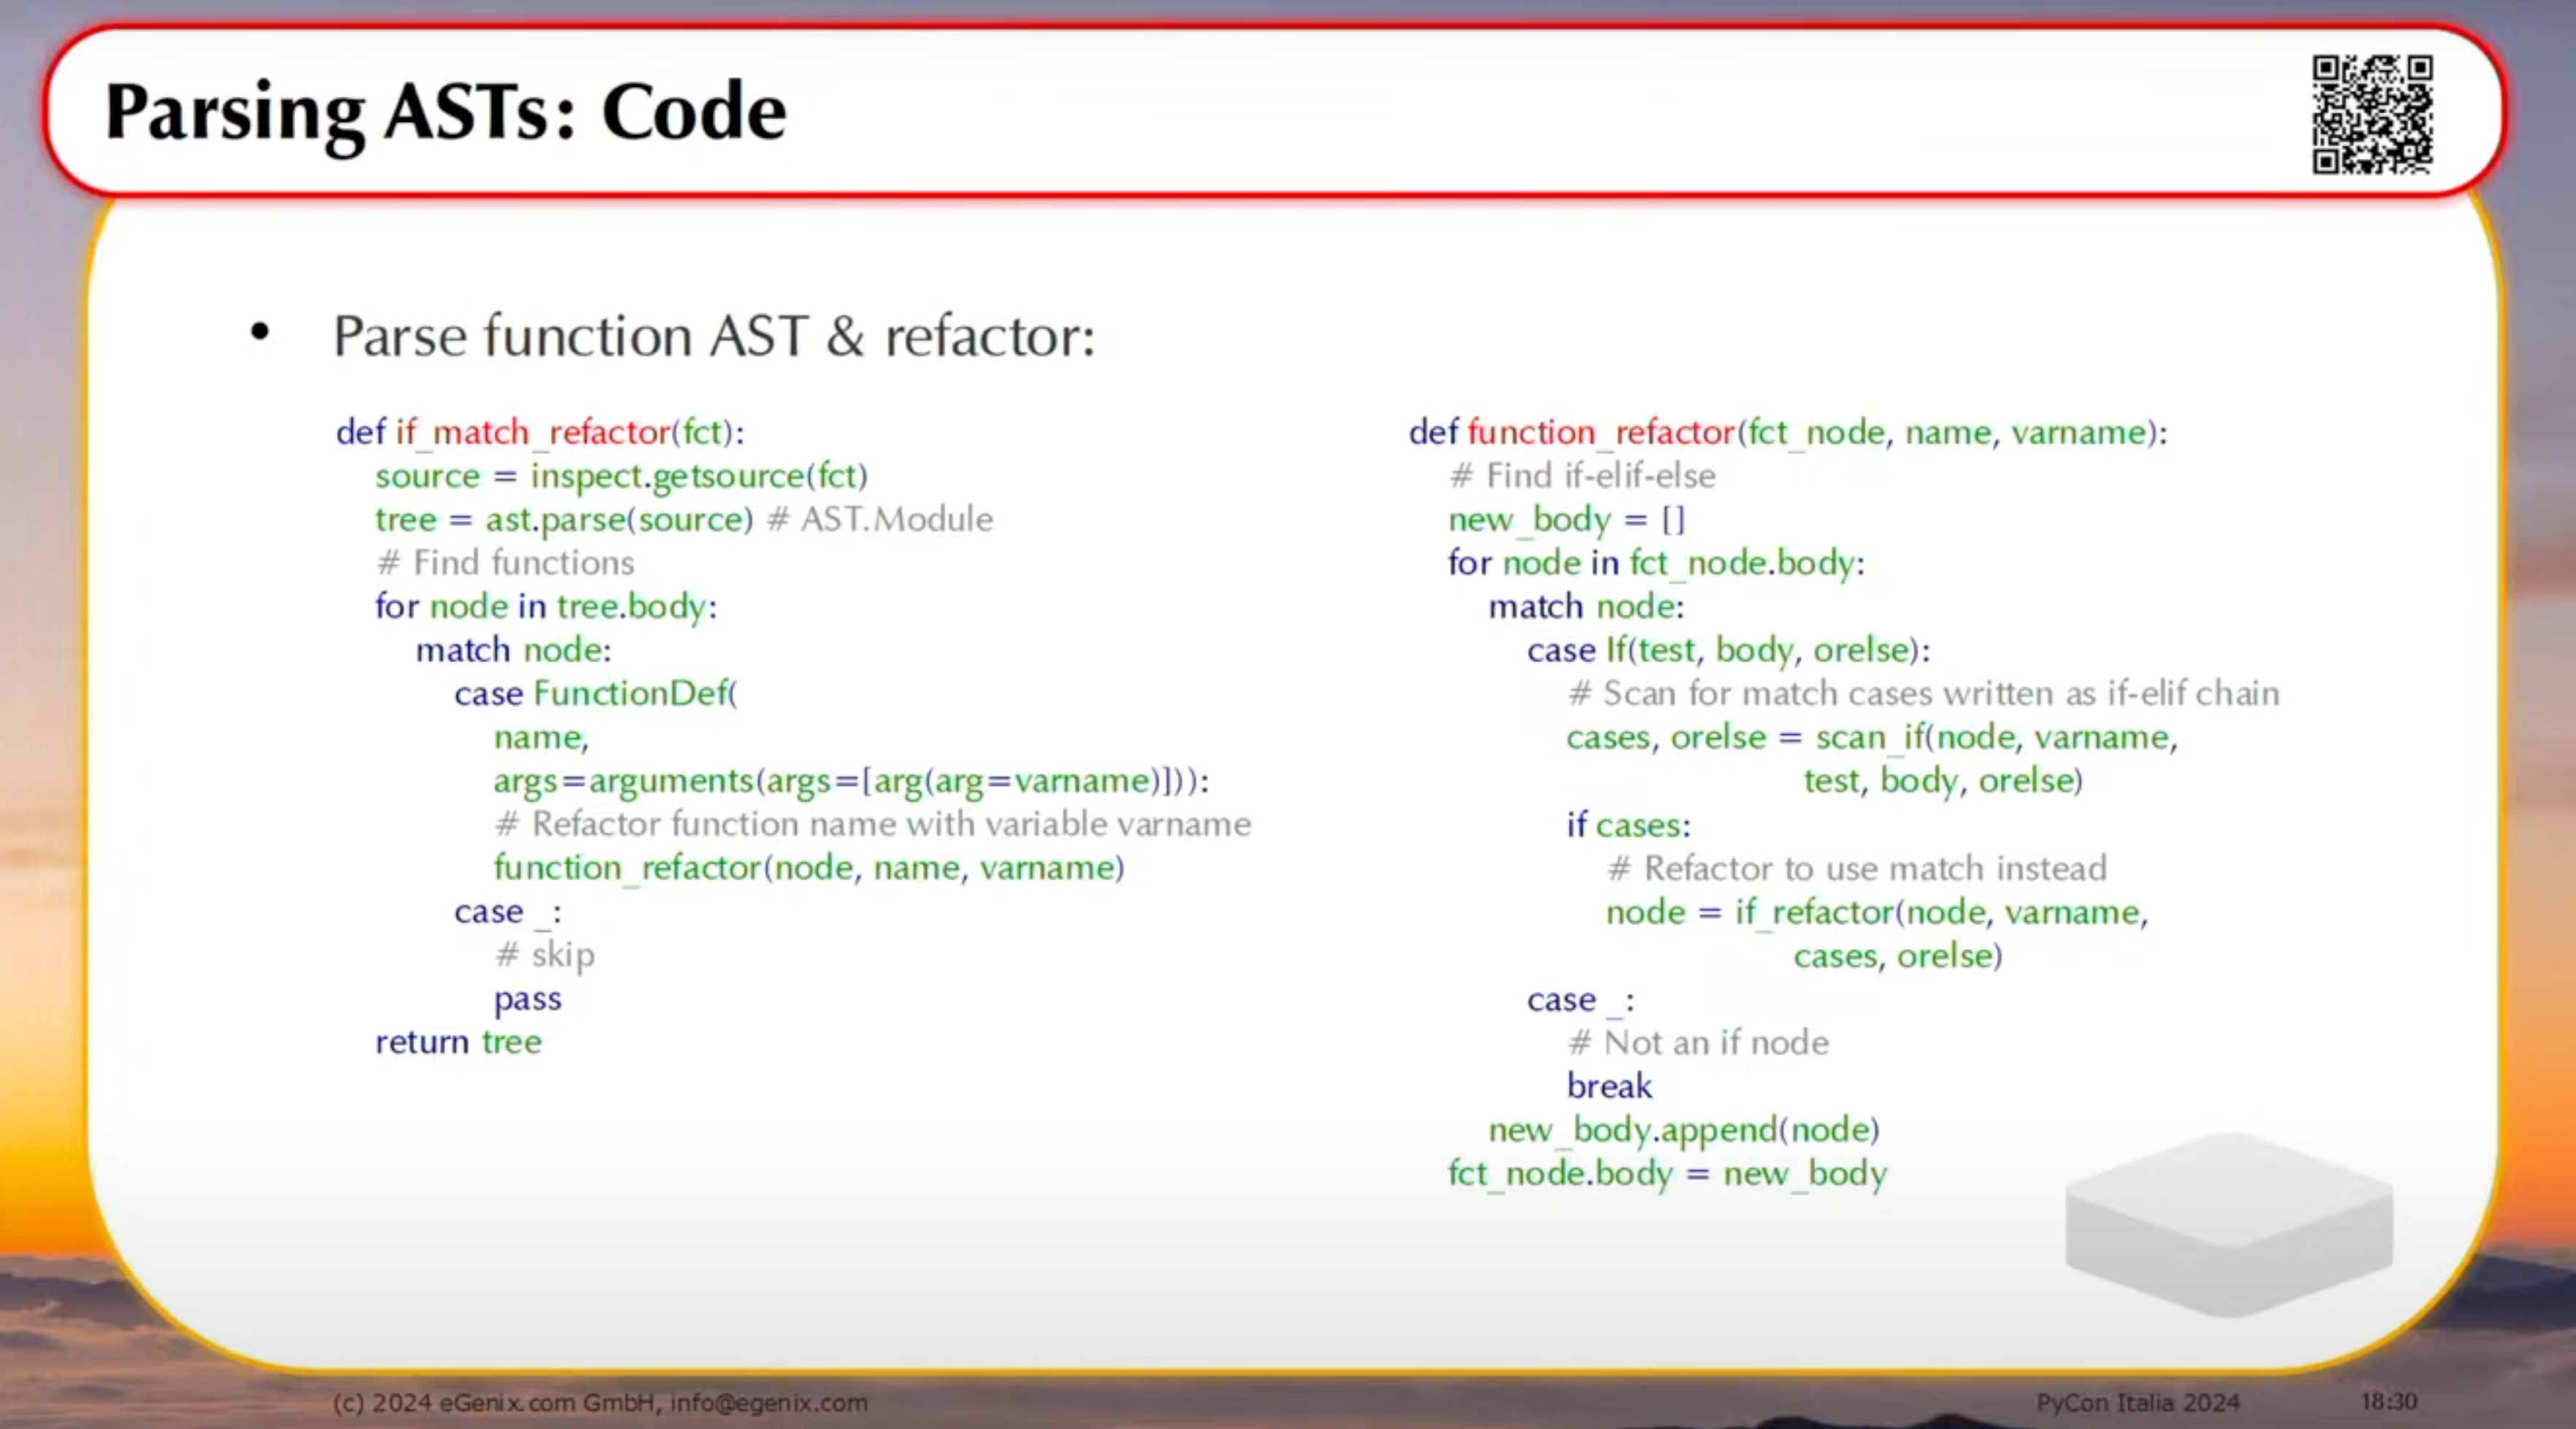 Parsing ASTs: Code
• Parse function AST & refactor:
def if_match_refactor(fct):
    source = inspect.getsource(fct)
    tree = ast.parse(source) # AST.Module
    # Find functions
    for node in tree.body:
        match node:
            case FunctionDef(
                name,
                args=arguments(args=[arg(arg=varname)])):
                # Refactor function name with variable varname
                function_refactor(node, name, varname)
            case _:
                # skip
                pass
    return tree
def function_refactor(fct_node, name, varname):
    # Find if-elif-else
    new_body = []
    for node in fct_node.body:
        match node:
            case If(test, body, orelse):
                # Scan for match cases written as if-elif chain
                cases, orelse = scan_if(node, varname,
                                        test, body, orelse)
                if cases:
                    # Refactor to use match instead
                    node = if_refactor(node, varname,
                                       cases, orelse)
            case _:
                # Not an if node
                break
        new_body.append(node)
    fct_node.body = new_body
(c) 2024 eGenix.com GmbH, info@egenix.com
PyCon Italia 2024
18:30